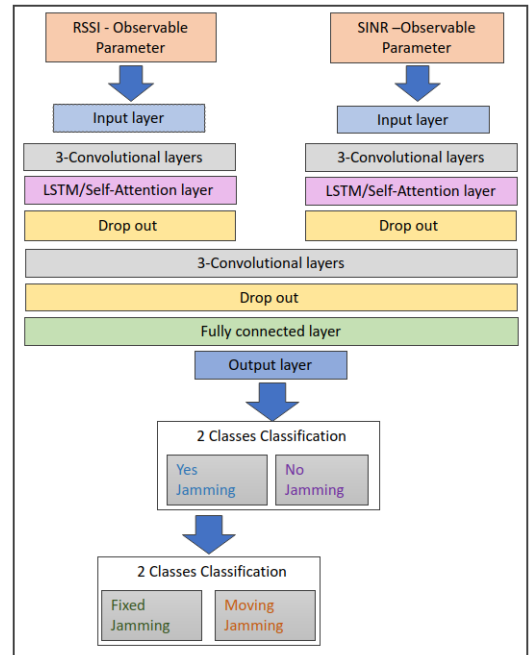 RSSI - Observable
Parameter
SINR –Observable
Parameter
Input layer
Input layer
3-Convolutional layers
3-Convolutional layers
LSTM/Self-Attention layer
LSTM/Self-Attention layer
Drop out
Drop out
3-Convolutional layers
Drop out
Fully connected layer
Output layer
2 Classes Classification
Yes
Jamming
No
Jamming
2 Classes Classification
Fixed
Jamming
Moving
Jamming